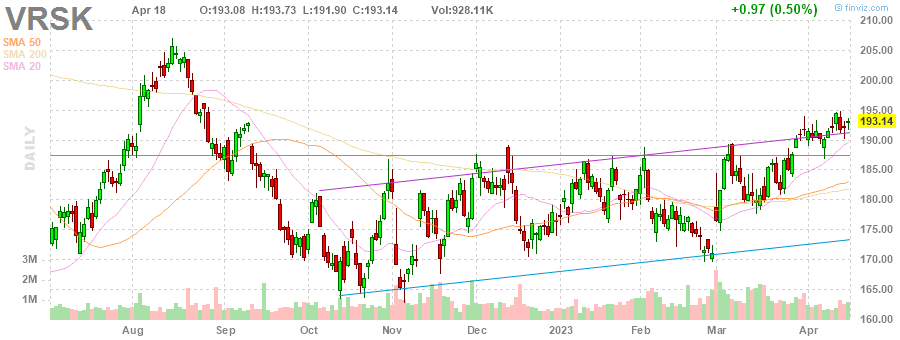 VRSK
Apr 18 O:193.08 H:193.73 L:191.90 C:193.14 Vol:928.11K
+0.97 (0.50%)
© finviz.com
SMA 50
SMA 200
SMA 20
DAILY
210.00
205.00
200.00
195.00
193.14
190.00
185.00
180.00
175.00
170.00
165.00
160.00
3M
2M
1M
Aug Sep Oct Nov Dec 2023 Feb Mar Apr